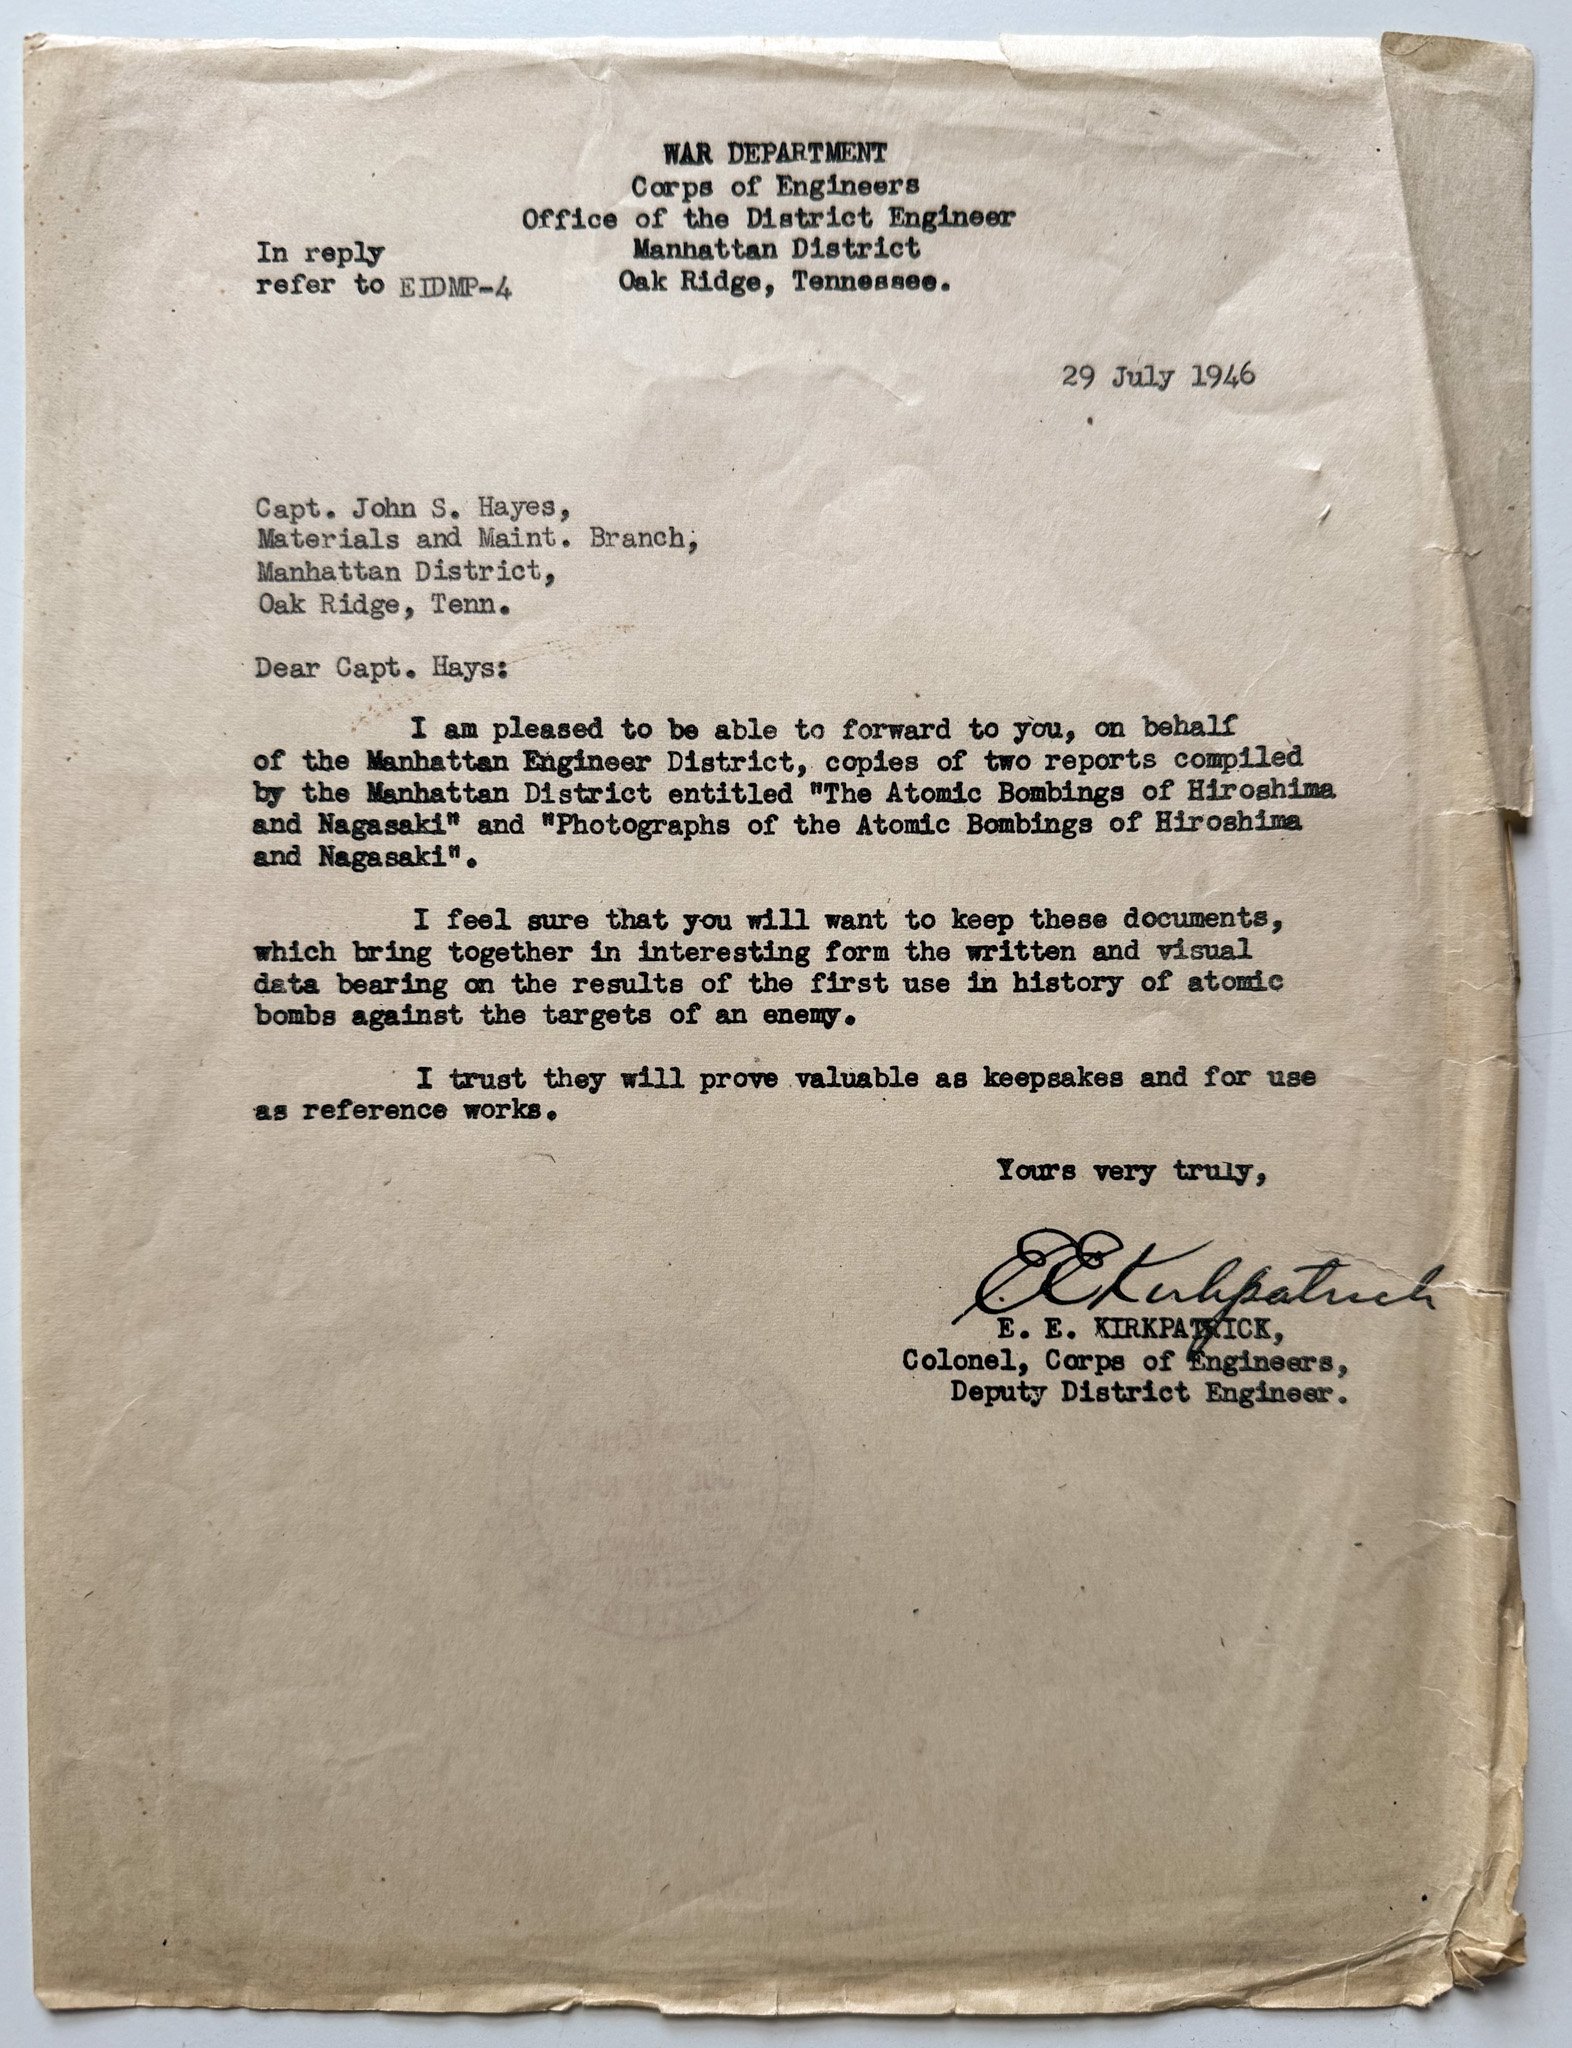 WAR DEPARTMENT
Corps of Engineers
Office of the District Engineer
Manhattan District
Oak Ridge, Tennessee.
In reply
refer to EIDMP-4
29 July 1946
Capt. John S. Hayes,
Materials and Maint. Branch,
Manhattan District,
Oak Ridge, Tenn.
Dear Capt. Hays:
I am pleased to be able to forward to you, on behalf
of the Manhattan Engineer District, copies of two reports compiled
by the Manhattan District entitled "The Atomic Bombings of Hiroshima
and Nagasaki" and "Photographs of the Atomic Bombings of Hiroshima
and Nagasaki".
I feel sure that you will want to keep these documents,
which bring together in interesting form the written and visual
data bearing on the results of the first use in history of atomic
bombs against the targets of an enemy.
I trust they will prove valuable as keepsakes and for use
as reference works.
Yours very truly,
E E Kirkpatrick
E. E. KIRKPATRICK,
Colonel, Corps of Engineers,
Deputy District Engineer.